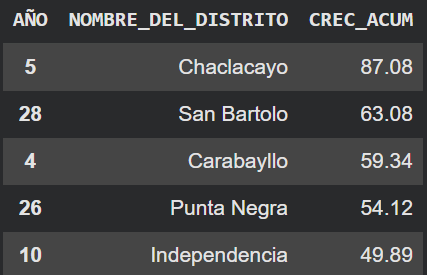 AÑO NOMBRE_DEL_DISTRITO CREC_ACUM
5 Chaclacayo 87.08
28 San Bartolo 63.08
4 Carabayllo 59.34
26 Punta Negra 54.12
10 Independencia 49.89